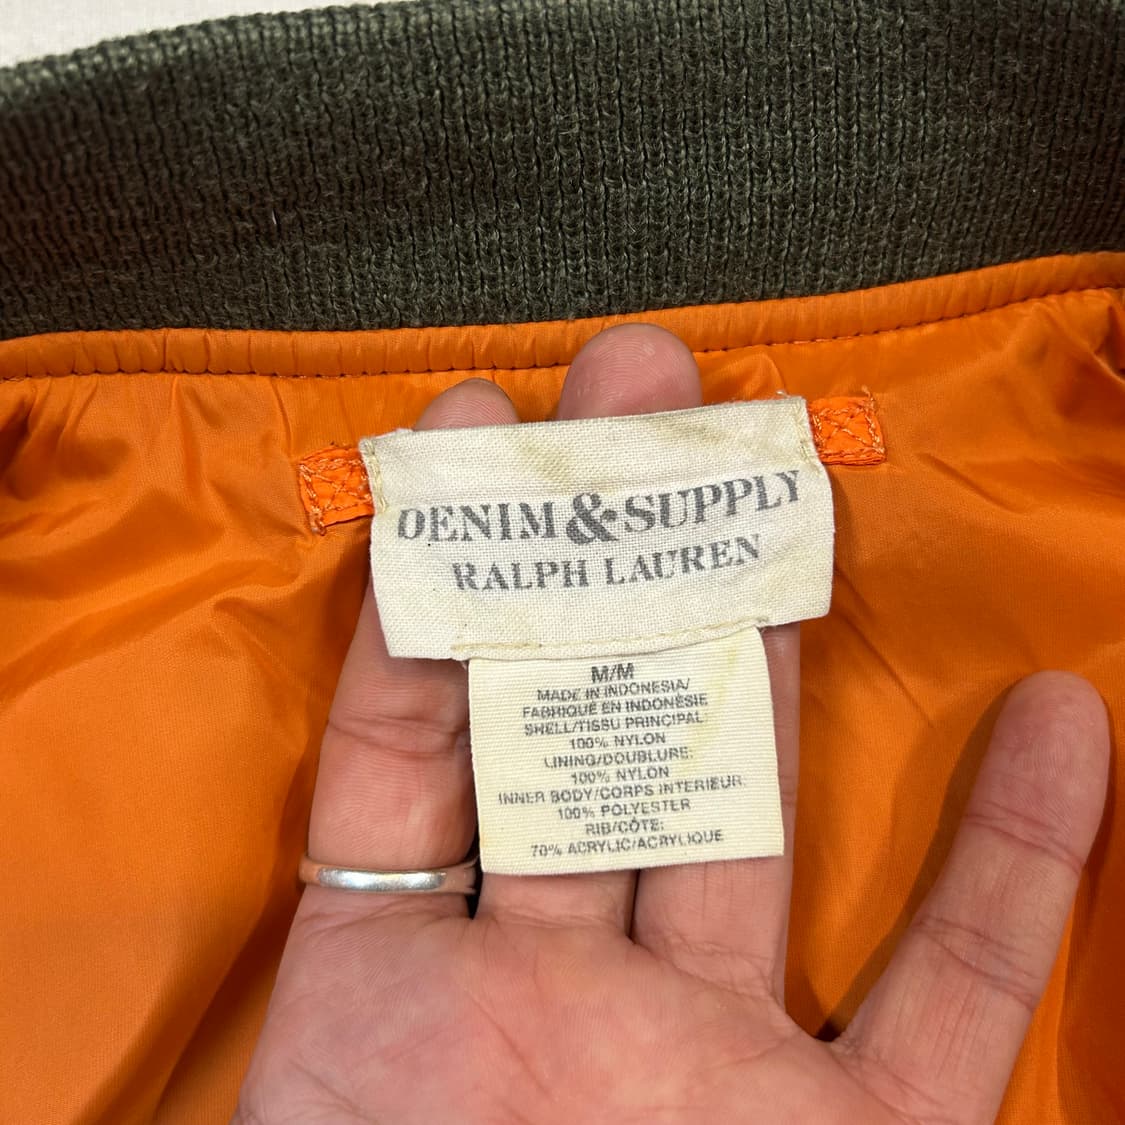 DENIM & SUPPLY
RALPH LAUREN
M/M
MADE IN INDONESIA/
FABRIQUÉ EN INDONÉSIE
SHELL/TISSU PRINCIPAL:
100% NYLON
LINING/DOUBLURE:
100% NYLON
INNER BODY/CORPS INTERIEUR:
100% POLYESTER
RIB/CÔTE:
70% ACRYLIC/ACRYLIQUE